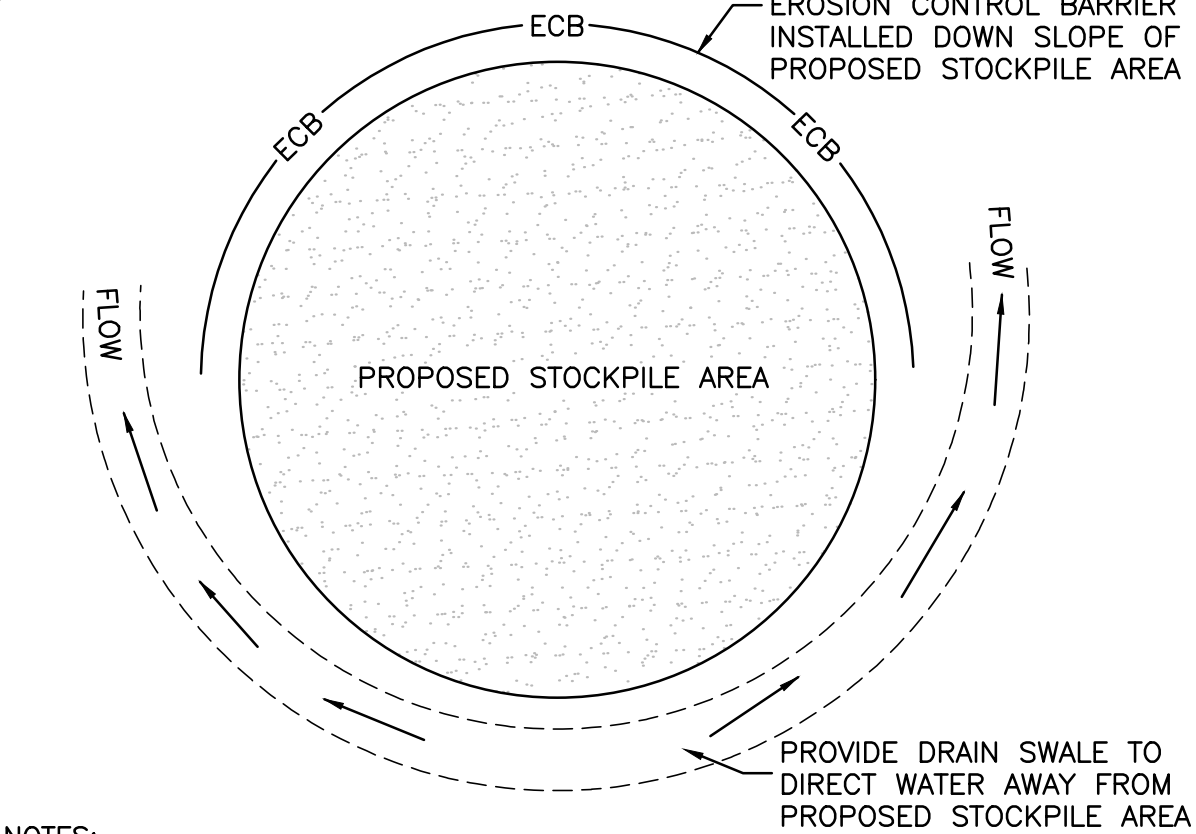 EROSION CONTROL BARRIER
INSTALLED DOWN SLOPE OF
PROPOSED STOCKPILE AREA
ECB
ECB
ECB
FLOW
FLOW
PROPOSED STOCKPILE AREA
PROVIDE DRAIN SWALE TO
DIRECT WATER AWAY FROM
PROPOSED STOCKPILE AREA
NOTES: